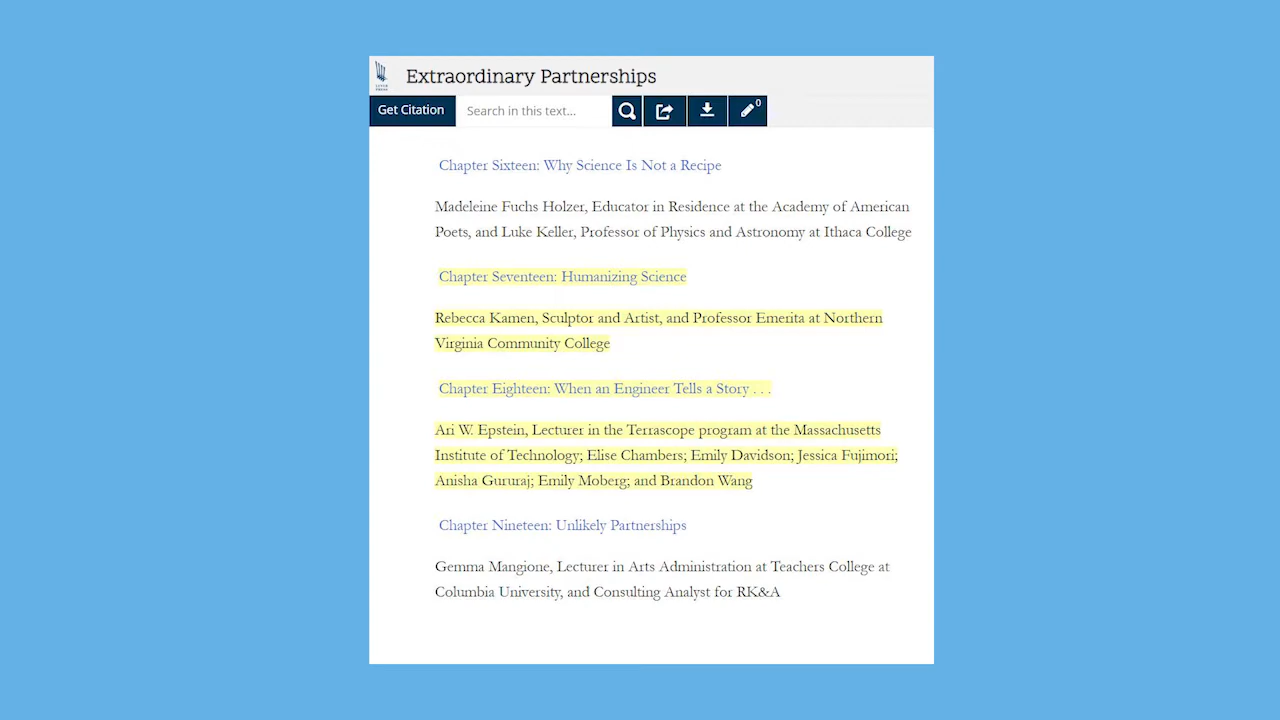 Extraordinary Partnerships
LEVER
PRESS
Get Citation
Search in this text...
0
Chapter Sixteen: Why Science Is Not a Recipe
Madeleine Fuchs Holzer, Educator in Residence at the Academy of American
Poets, and Luke Keller, Professor of Physics and Astronomy at Ithaca College
Chapter Seventeen: Humanizing Science
Rebecca Kamen, Sculptor and Artist, and Professor Emerita at Northern
Virginia Community College
Chapter Eighteen: When an Engineer Tells a Story . . .
Ari W. Epstein, Lecturer in the Terrascope program at the Massachusetts
Institute of Technology; Elise Chambers; Emily Davidson; Jessica Fujimori;
Anisha Gururaj; Emily Moberg; and Brandon Wang
Chapter Nineteen: Unlikely Partnerships
Gemma Mangione, Lecturer in Arts Administration at Teachers College at
Columbia University, and Consulting Analyst for RK&A